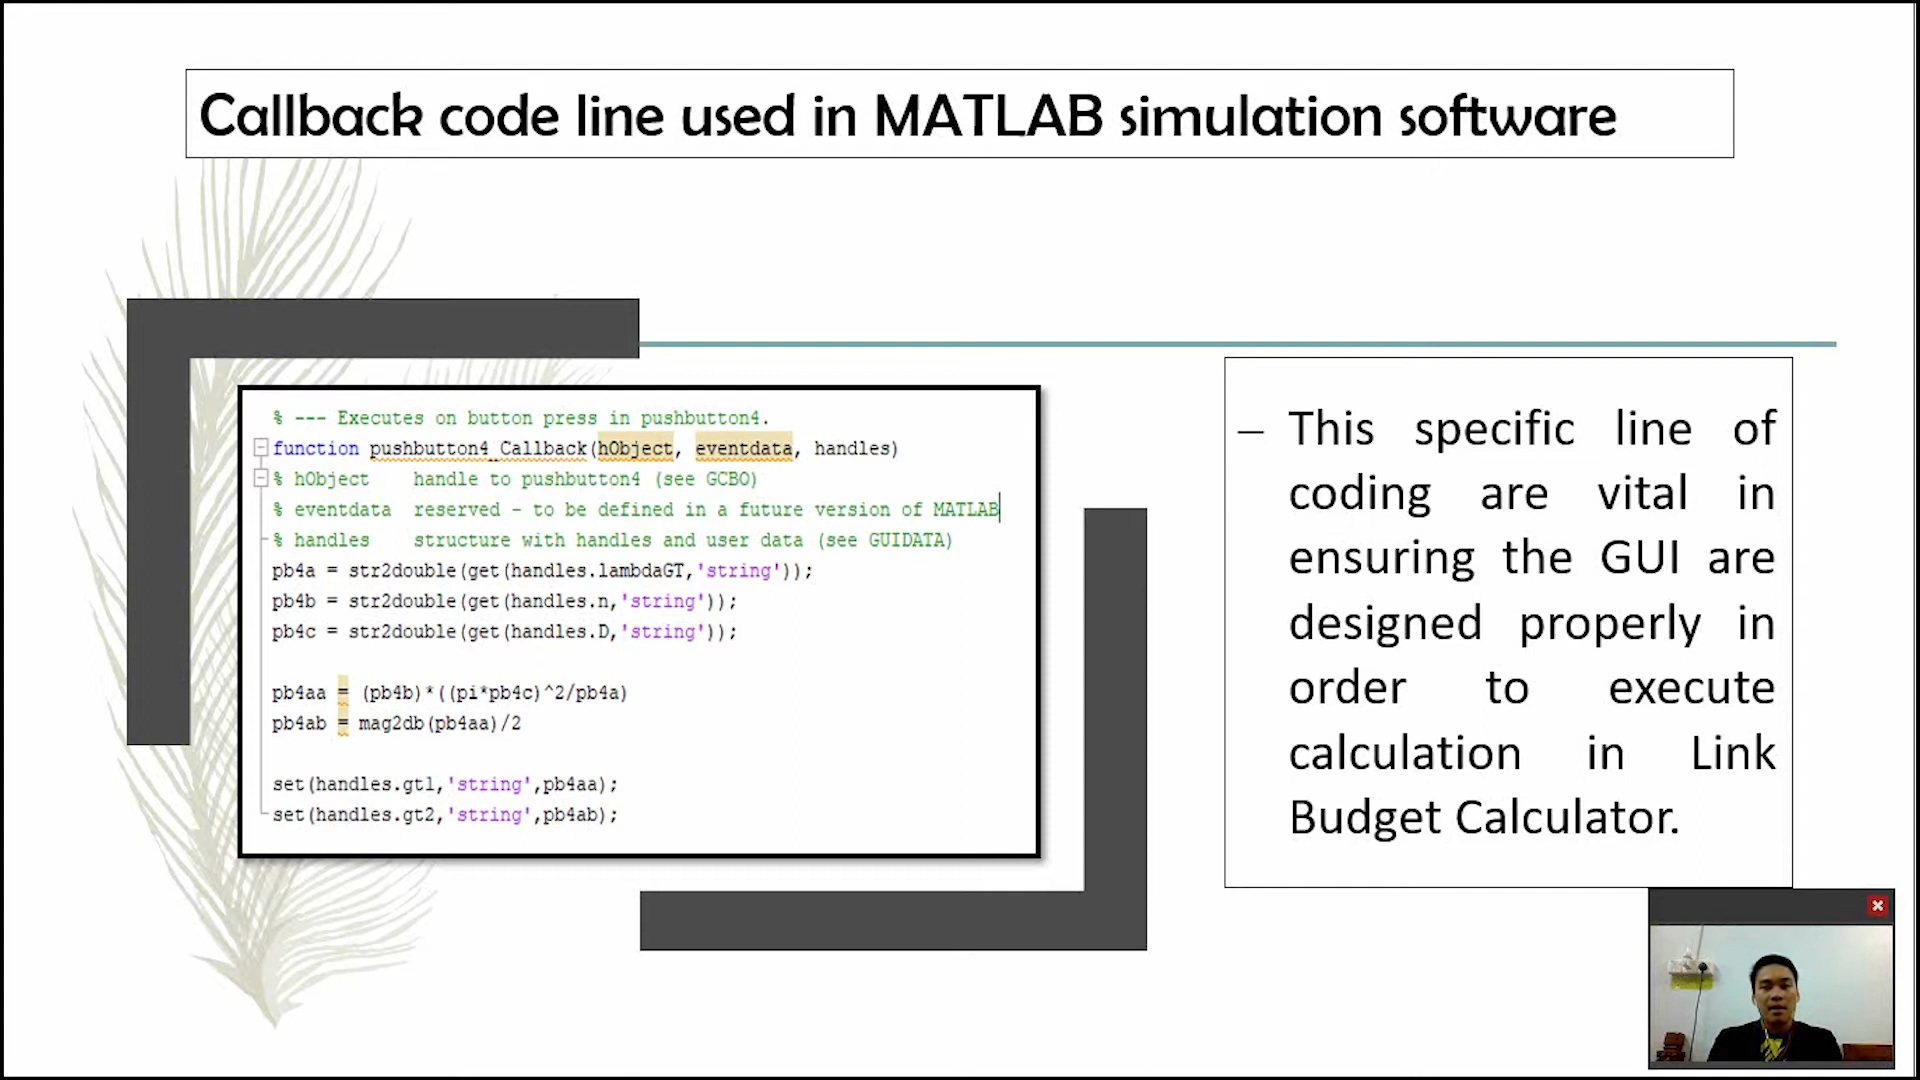 Callback code line used in MATLAB simulation software
% --- Executes on button press in pushbutton4.
function pushbutton4_Callback(hObject, eventdata, handles)
% hObject    handle to pushbutton4 (see GCBO)
% eventdata  reserved - to be defined in a future version of MATLAB
% handles    structure with handles and user data (see GUIDATA)
pb4a = str2double(get(handles.lambdaGT,'string'));
pb4b = str2double(get(handles.n,'string'));
pb4c = str2double(get(handles.D,'string'));
pb4aa = (pb4b)*((pi*pb4c)^2/pb4a)
pb4ab = mag2db(pb4aa)/2
set(handles.gt1,'string',pb4aa);
set(handles.gt2,'string',pb4ab);
– This specific line of
coding are vital in
ensuring the GUI are
designed properly in
order to execute
calculation in Link
Budget Calculator.